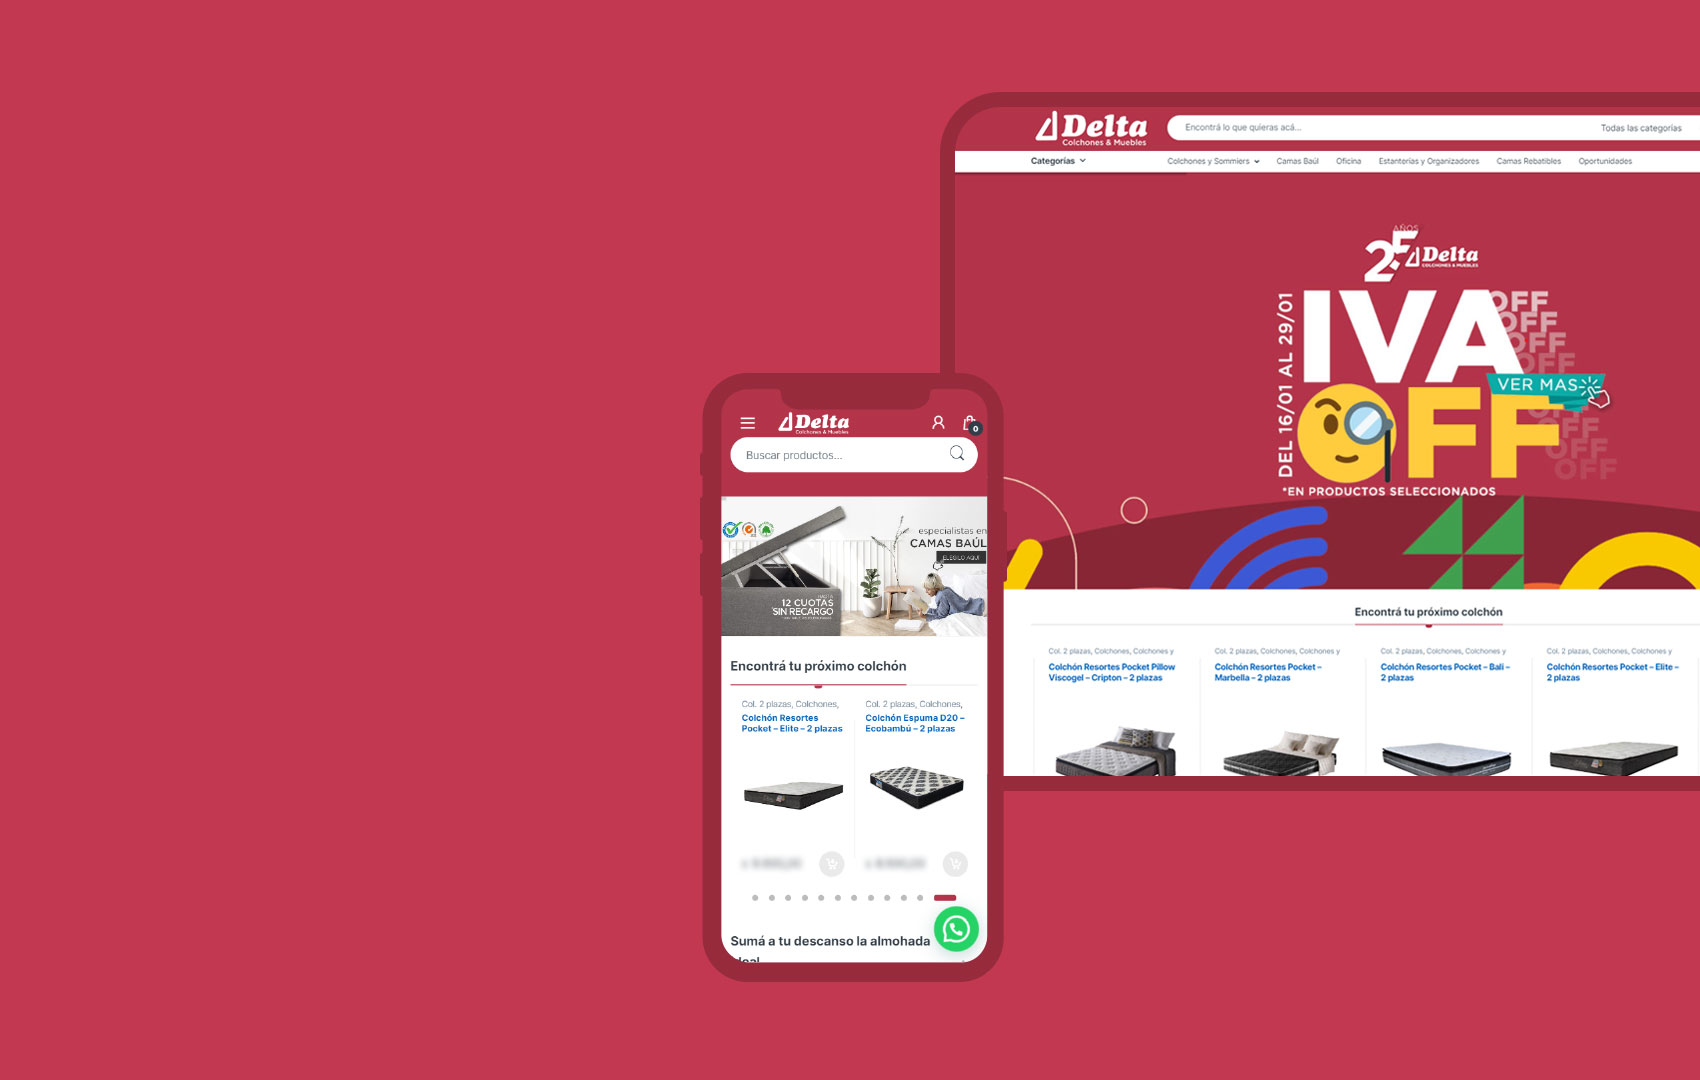 Delta
Colchones & Muebles
Encontrá lo que quieras acá...
Todas las categorías
Categorías
Colchones y Sommiers
Camas Baúl
Oficina
Estanterías y Organizadores
Camas Rebatibles
Oportunidades
AÑOS
Delta
COLCHONES & MUEBLES
DEL 16/01 AL 29/01
IVA
OFF
OFF
OFF
OFF
OFF
VER MAS
OFF
OFF
OFF
OFF
*EN PRODUCTOS SELECCIONADOS
Encontrá tu próximo colchón
Col. 2 plazas, Colchones, Colchones y
Colchón Resortes Pocket Pillow
Viscogel – Cripton – 2 plazas
Col. 2 plazas, Colchones, Colchones y
Colchón Resortes Pocket –
Marbella – 2 plazas
Col. 2 plazas, Colchones, Colchones y
Colchón Resortes Pocket – Bali –
2 plazas
Col. 2 plazas, Colchones, Colchones y
Colchón Resortes Pocket – Elite –
2 plazas
Delta
Colchones & Muebles
0
Buscar productos...
especialistas en
CAMAS BAÚL
ELEGILO AQUI
HASTA
12 CUOTAS
SIN RECARGO
Encontrá tu próximo colchón
Col. 2 plazas, Colchones,
Colchón Resortes
Pocket – Elite – 2 plazas
Col. 2 plazas, Colchones,
Colchón Espuma D20 –
Ecobambú – 2 plazas
Sumá a tu descanso la almohada
ideal